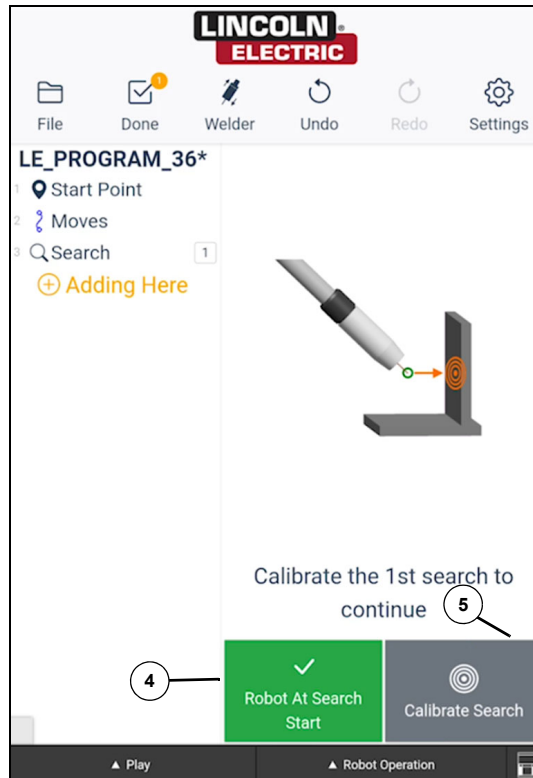 LINCOLN
ELECTRIC
1
File
Done
Welder
Undo
Redo
Settings
LE_PROGRAM_36*
1 Start Point
2 Moves
3 Search 1
Adding Here
Calibrate the 1st search to
continue
5
4
Robot At Search
Start
Calibrate Search
▲ Play
▲ Robot Operation